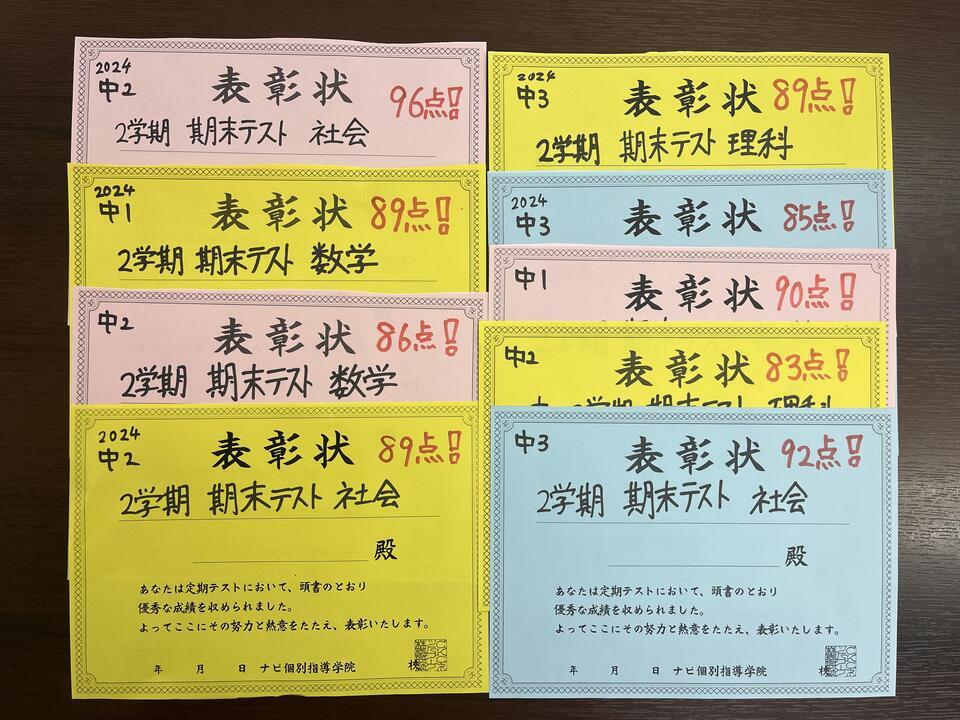 2024
中2
表彰状
96点!
2学期 期末テスト 社会
2024
中1
表彰状
89点!
2学期 期末テスト 数学
中2
表彰状
86点!
2学期 期末テスト 数学
2024
中2
表彰状
89点!
2学期 期末テスト 社会
殿
あなたは定期テストにおいて、頭書のとおり
優秀な成績を収められました。
よってここにその努力と熱意をたたえ、表彰いたします。
年 月 日 ナビ個別指導学院 校
2024
中3
表彰状
89点!
2学期 期末テスト 理科
2024
中3
表彰状
85点!
中1
表彰状
90点!
中2
表彰状
83点!
2学期 期末テスト 理科
中3
表彰状
92点!
2学期 期末テスト 社会
殿
あなたは定期テストにおいて、頭書のとおり
優秀な成績を収められました。
よってここにその努力と熱意をたたえ、表彰いたします。
年 月 日 ナビ個別指導学院 校